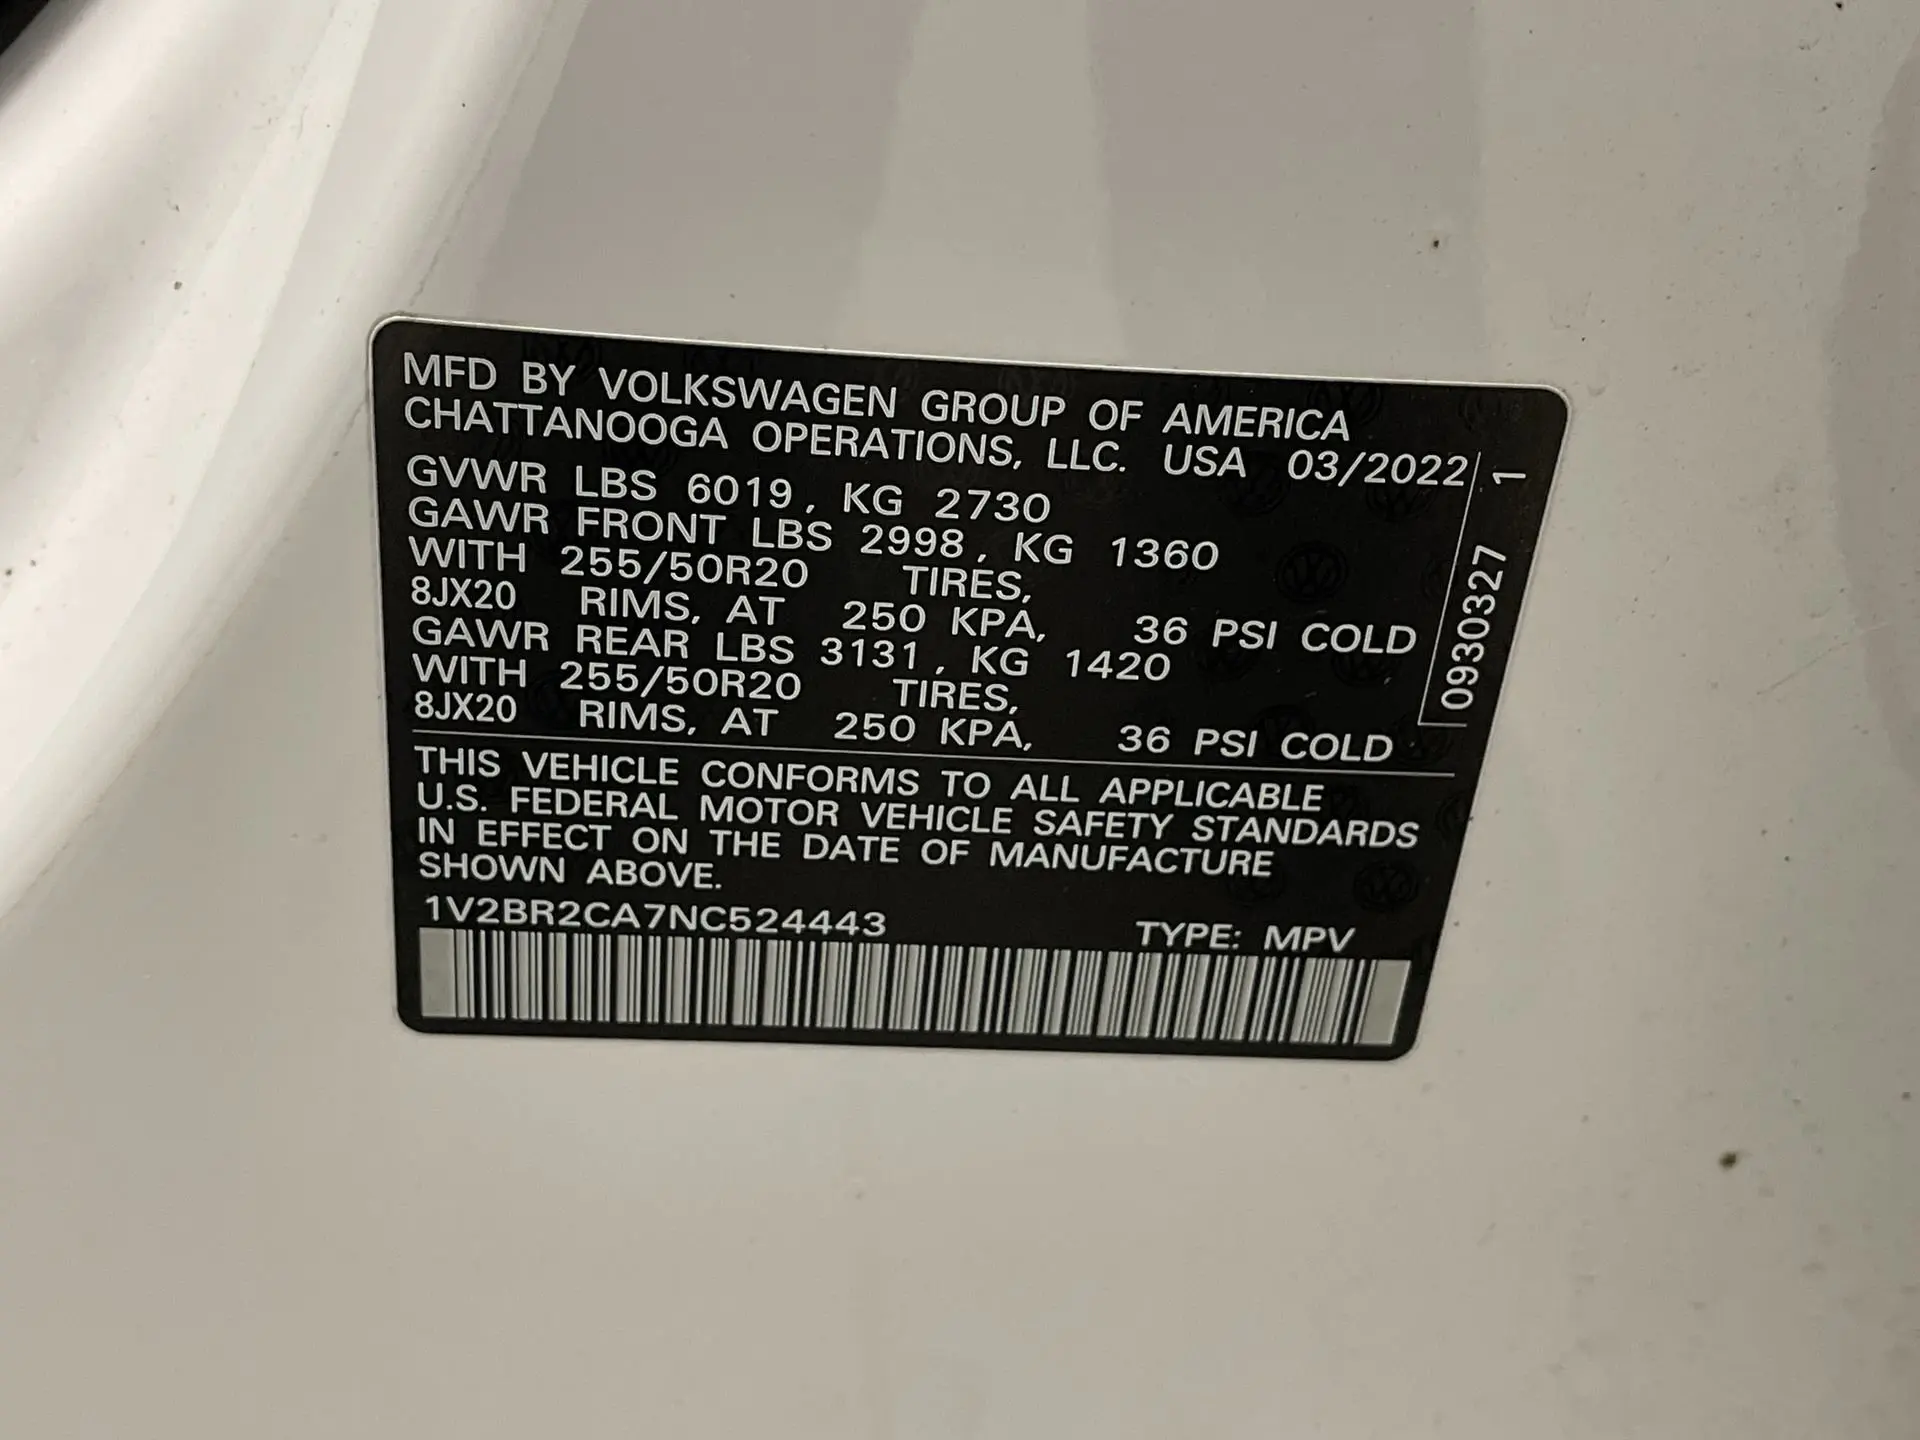 MFD BY VOLKSWAGEN GROUP OF AMERICA
CHATTANOOGA OPERATIONS, LLC. USA 03/2022
GVWR LBS 6019, KG 2730
GAWR FRONT LBS 2998, KG 1360
WITH 255/50R20 TIRES,
8JX20 RIMS, AT 250 KPA, 36 PSI COLD
GAWR REAR LBS 3131, KG 1420
WITH 255/50R20 TIRES,
8JX20 RIMS, AT 250 KPA, 36 PSI COLD
0930327 1
THIS VEHICLE CONFORMS TO ALL APPLICABLE
U.S. FEDERAL MOTOR VEHICLE SAFETY STANDARDS
IN EFFECT ON THE DATE OF MANUFACTURE
SHOWN ABOVE.
1V2BR2CA7NC524443 TYPE: MPV